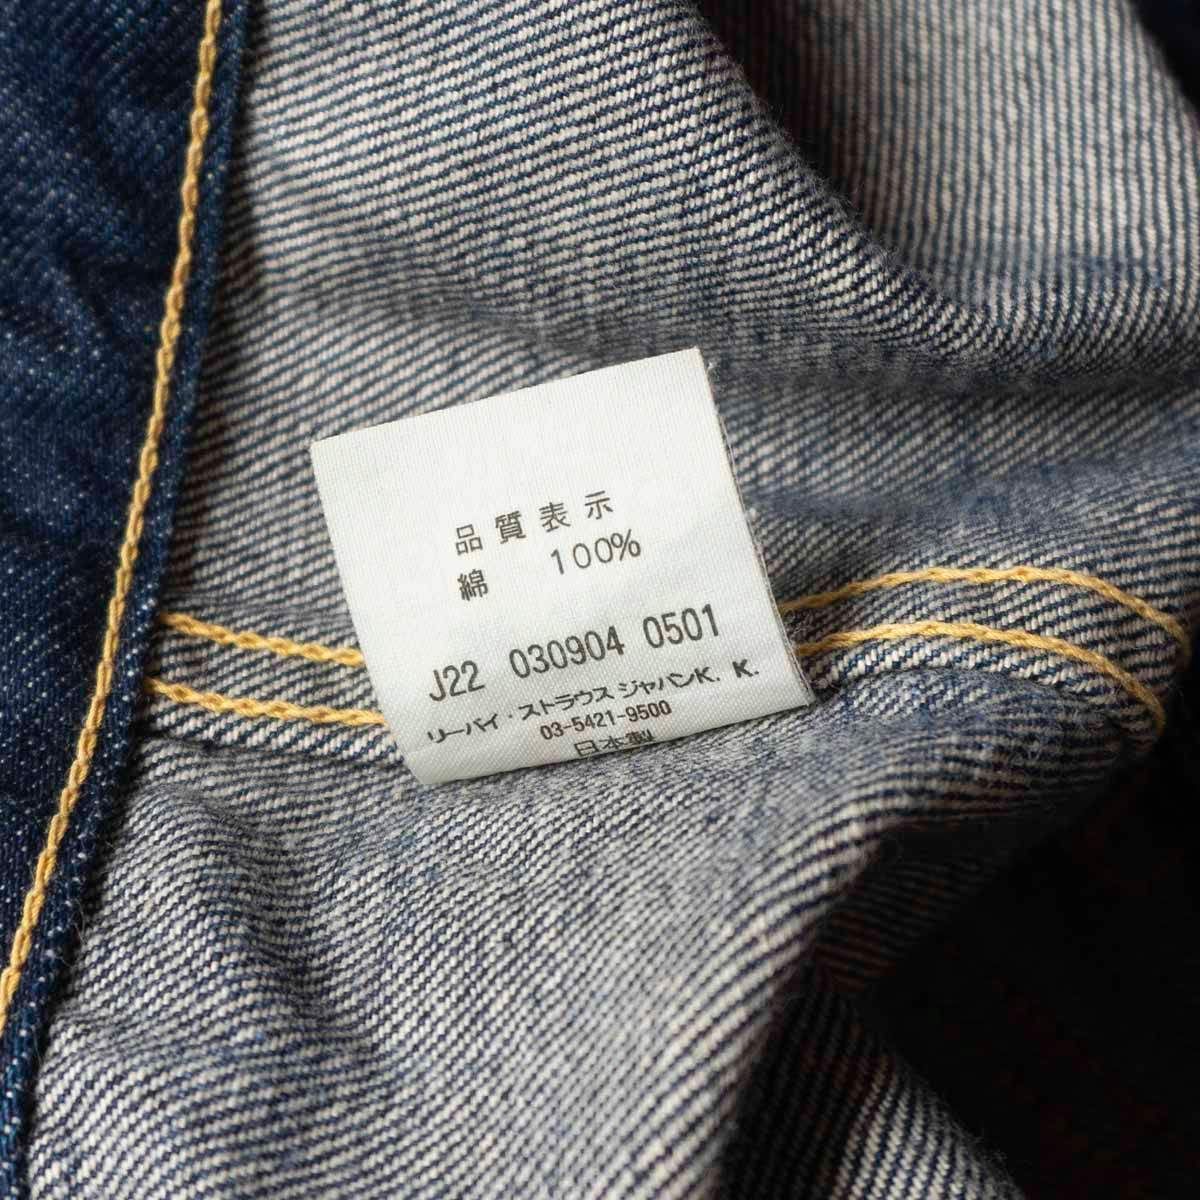 品質表示
綿 100%
J22 030904 0501
リーバイ・ストラウス ジャパンK. K.
03-5421-9500
日本製